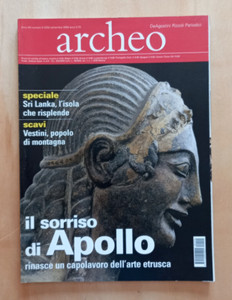 archeo
speciale
Sri Lanka, l'isola
che risplende
scavi
Vestini, popolo
di montagna
il sorriso
di Apollo
rinasce un capolavoro dell'arte etrusca